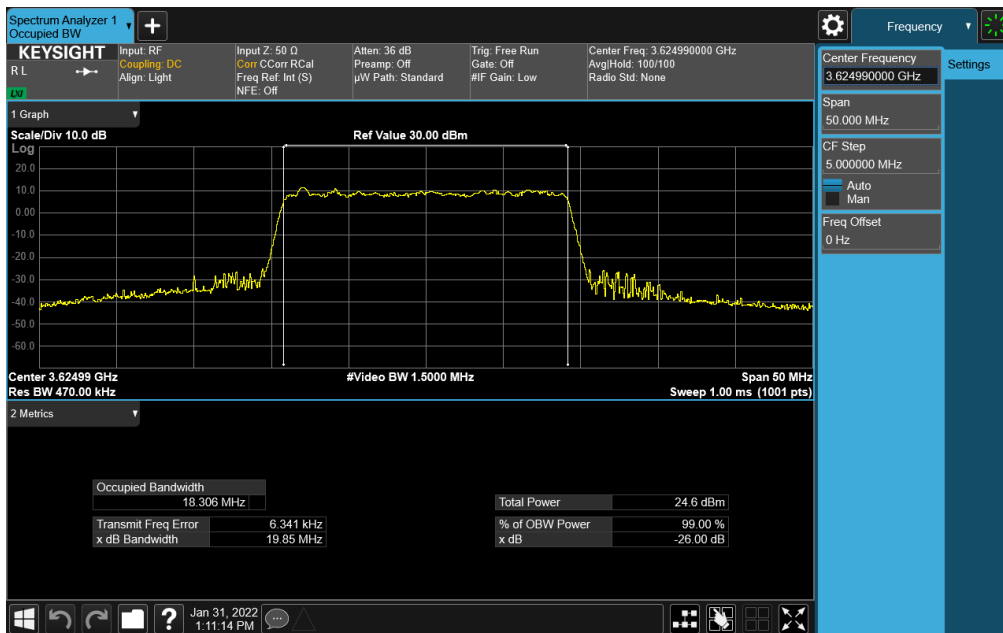 Spectrum Analyzer 1
Occupied BW
Frequency
KEYSIGHT
R L
LXI
Input: RF
Coupling: DC
Align: Light
Input Z: 50 Ω
Corr CCorr RCal
Freq Ref: Int (S)
NFE: Off
Atten: 36 dB
Preamp: Off
µW Path: Standard
Trig: Free Run
Gate: Off
#IF Gain: Low
Center Freq: 3.624990000 GHz
Avg|Hold: 100/100
Radio Std: None
Center Frequency
3.624990000 GHz
Settings
Span
50.000 MHz
CF Step
5.000000 MHz
Auto
Man
Freq Offset
0 Hz
1 Graph
Scale/Div 10.0 dB
Ref Value 30.00 dBm
Log
20.0
10.0
0.00
-10.0
-20.0
-30.0
-40.0
-50.0
-60.0
Center 3.62499 GHz
#Video BW 1.5000 MHz
Span 50 MHz
Res BW 470.00 kHz
Sweep 1.00 ms (1001 pts)
2 Metrics
Occupied Bandwidth
18.306 MHz
Total Power 24.6 dBm
Transmit Freq Error 6.341 kHz
% of OBW Power 99.00 %
x dB Bandwidth 19.85 MHz
x dB -26.00 dB
?
Jan 31, 2022
1:11:14 PM